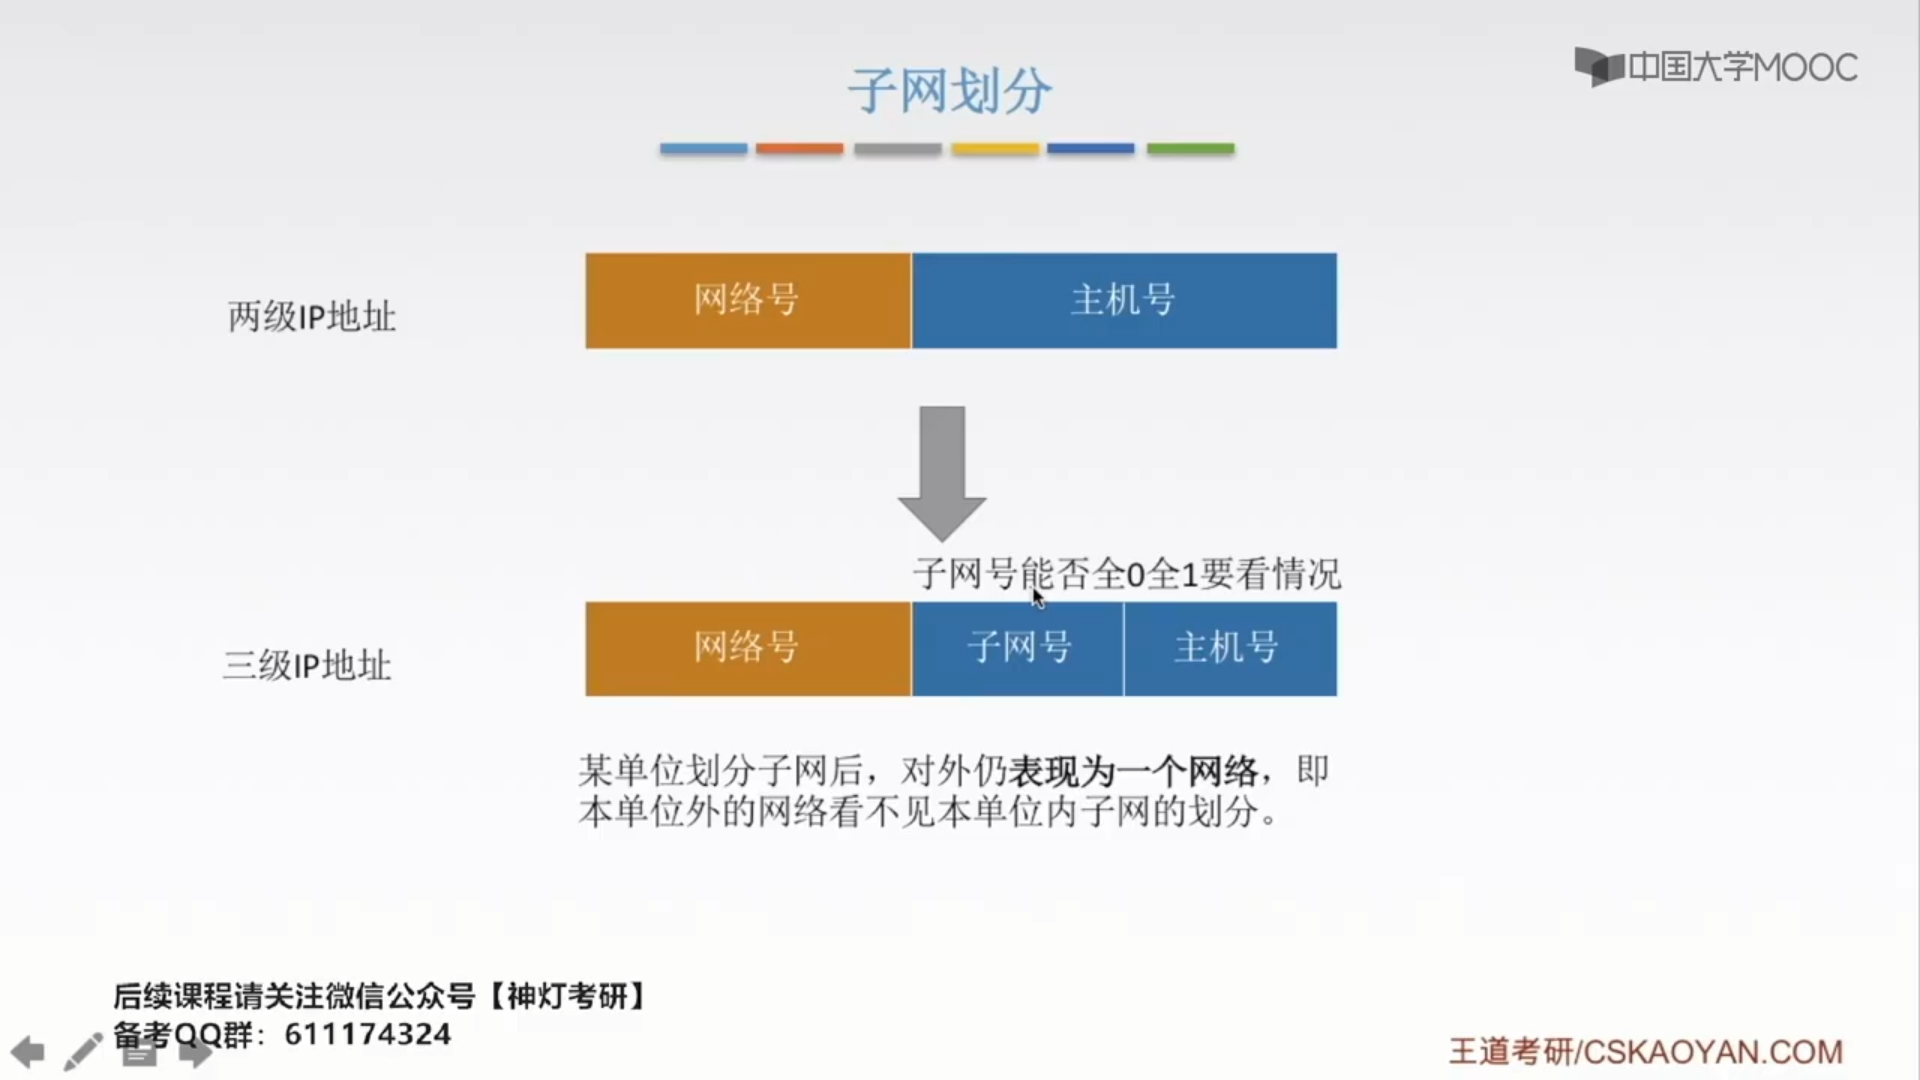 中国大学MOOC
子网划分
两级IP地址
网络号
主机号
子网号能否全0全1要看情况
三级IP地址
网络号
子网号
主机号
某单位划分子网后，对外仍表现为一个网络，即
本单位外的网络看不见本单位内子网的划分。
后续课程请关注微信公众号【神灯考研】
备考QQ群：611174324
王道考研/CSKAOYAN.COM